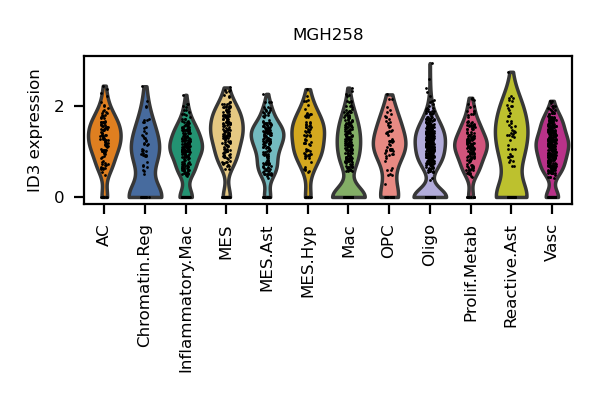 MGH258
ID3 expression
2
0
AC
Chromatin.Reg
Inflammatory.Mac
MES
MES.Ast
MES.Hyp
Mac
OPC
Oligo
Prolif.Metab
Reactive.Ast
Vasc